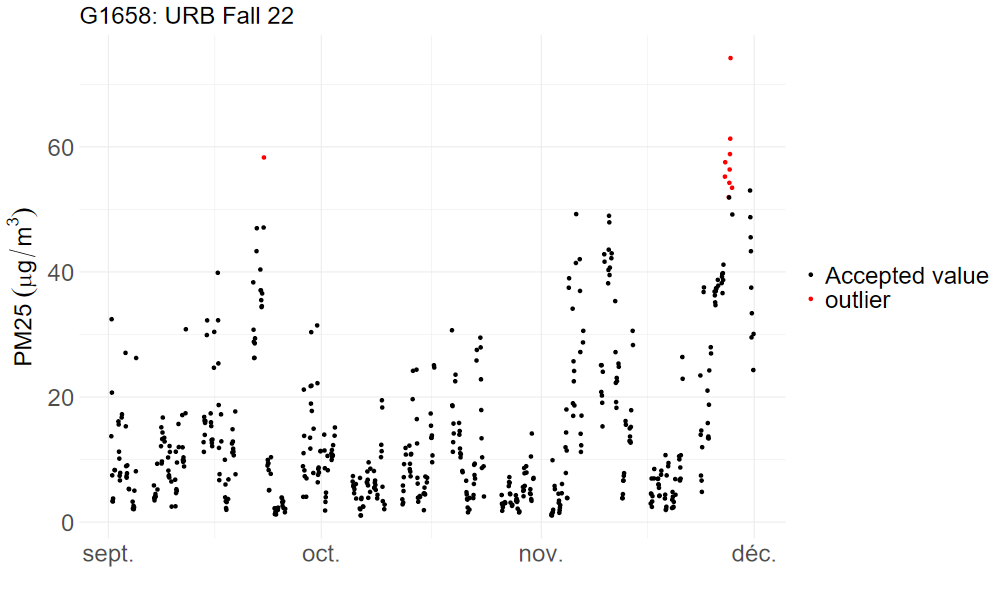 G1658: URB Fall 22
PM25 (μg/m³)
60
40
20
0
sept.
oct.
nov.
déc.
Accepted value
outlier